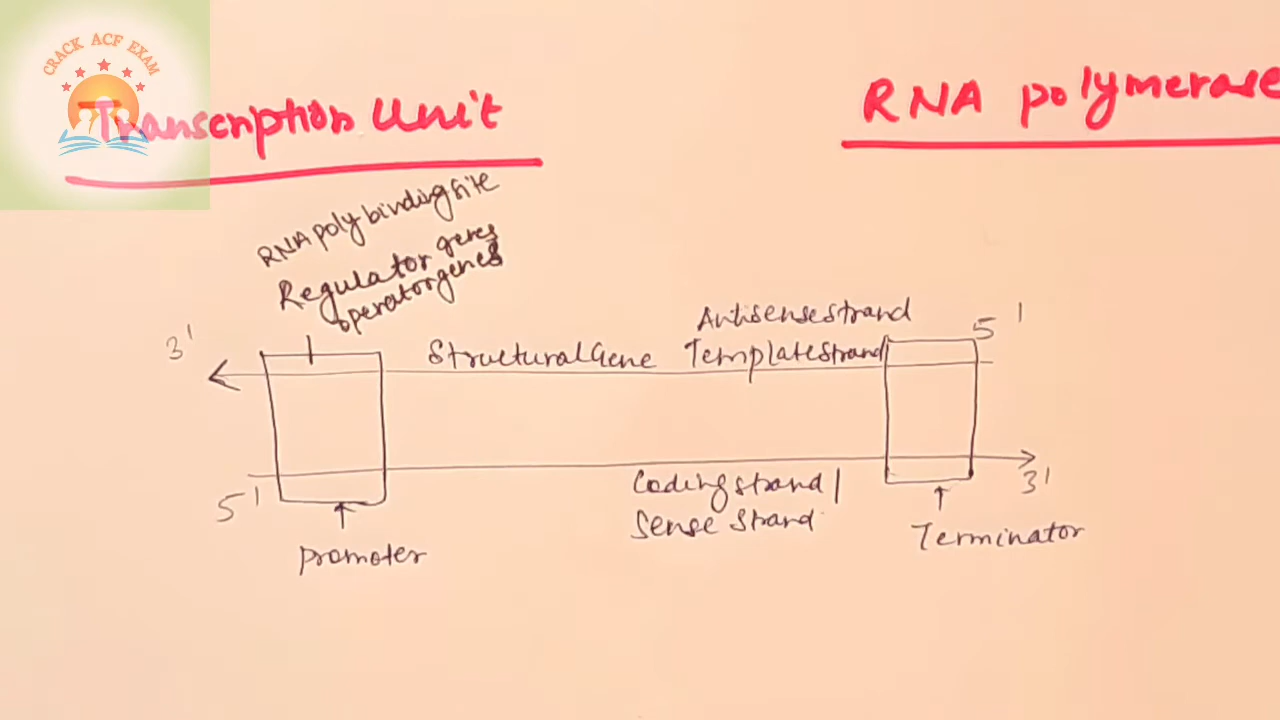 CRACK ACF EXAM
Transcription Unit
RNA polymerase
RNA poly binding site
Regulator genes
operator genes
3'
Structural Gene
Antisense strand
Template strand
5'
5'
Coding strand |
Sense Strand
3'
Promoter
Terminator